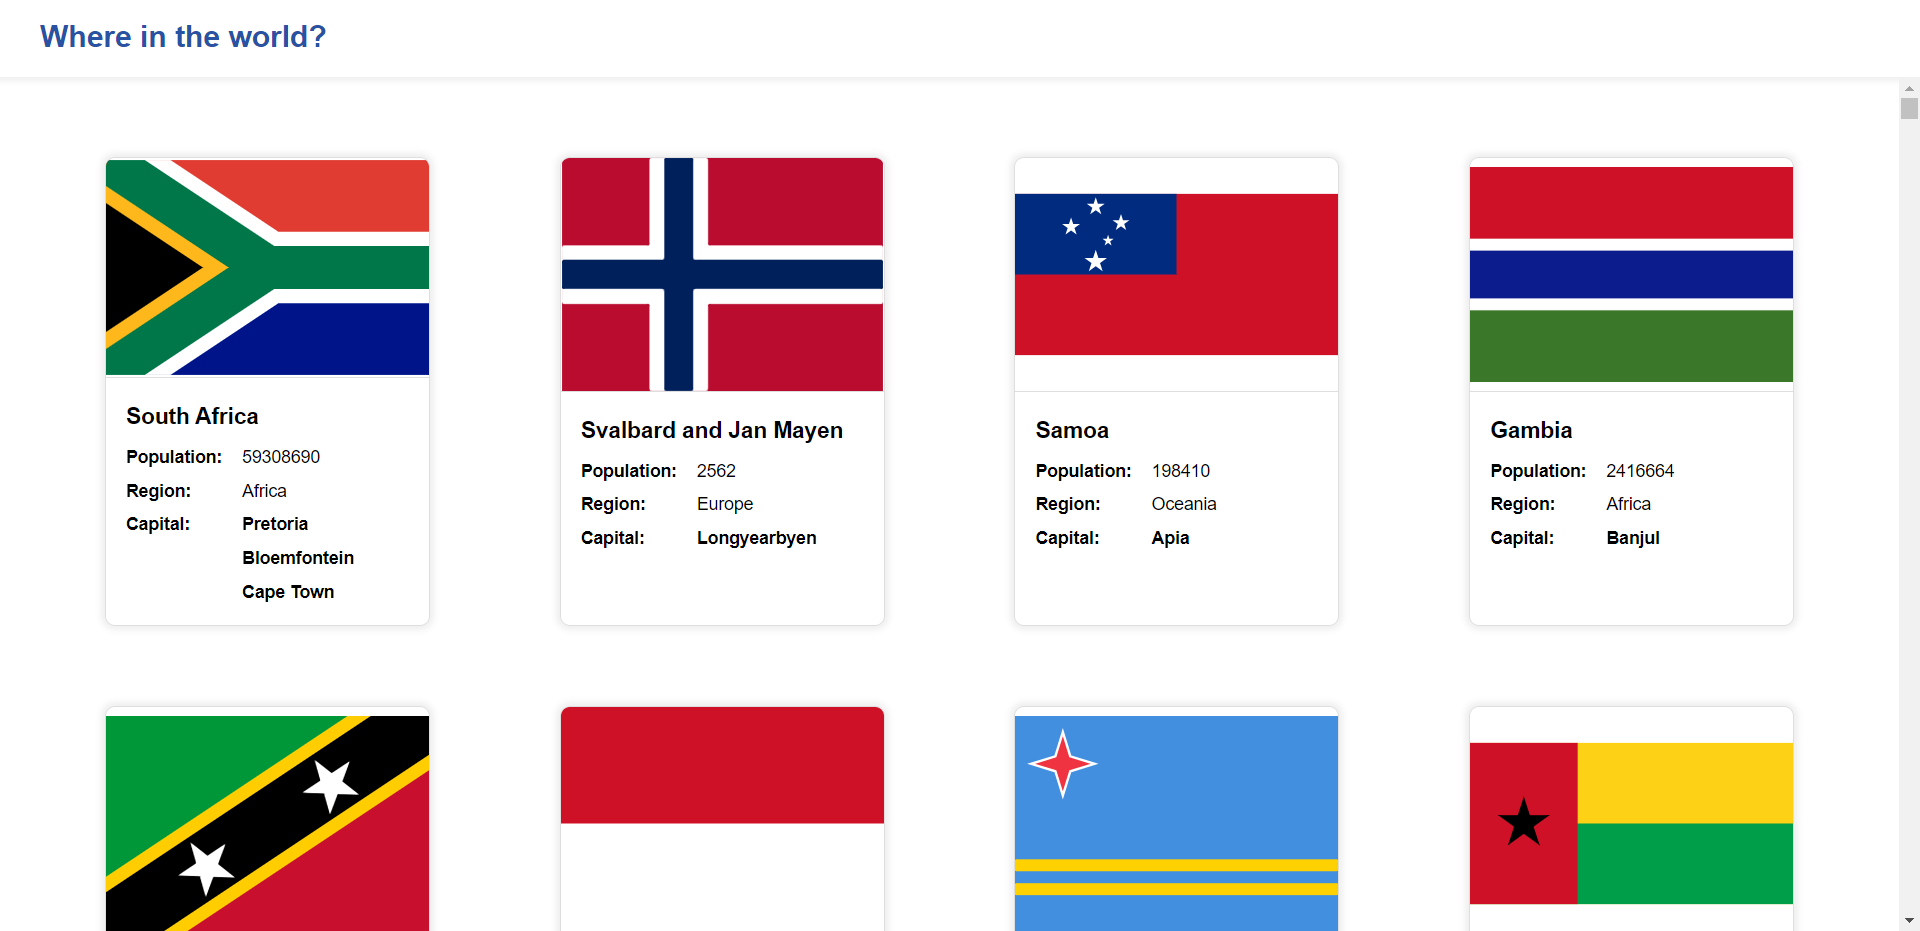 Where in the world?
South Africa
Population: 59308690
Region: Africa
Capital: Pretoria
Bloemfontein
Cape Town
Svalbard and Jan Mayen
Population: 2562
Region: Europe
Capital: Longyearbyen
Samoa
Population: 198410
Region: Oceania
Capital: Apia
Gambia
Population: 2416664
Region: Africa
Capital: Banjul